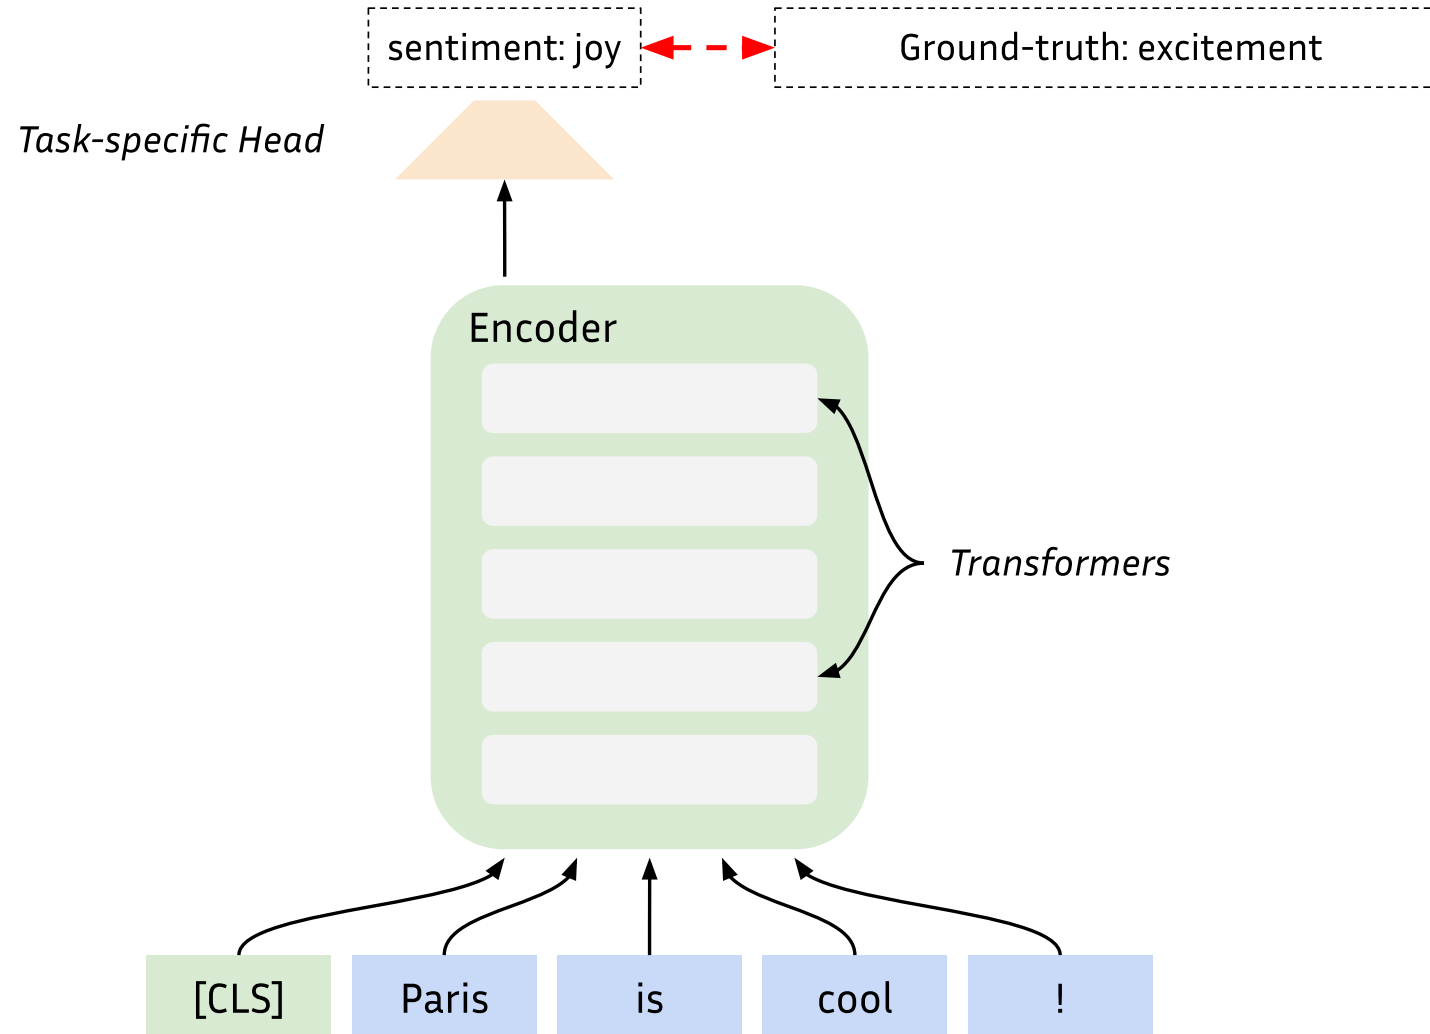 sentiment: joy
Ground-truth: excitement
Task-specific Head
Encoder
Transformers
[CLS] Paris is cool !